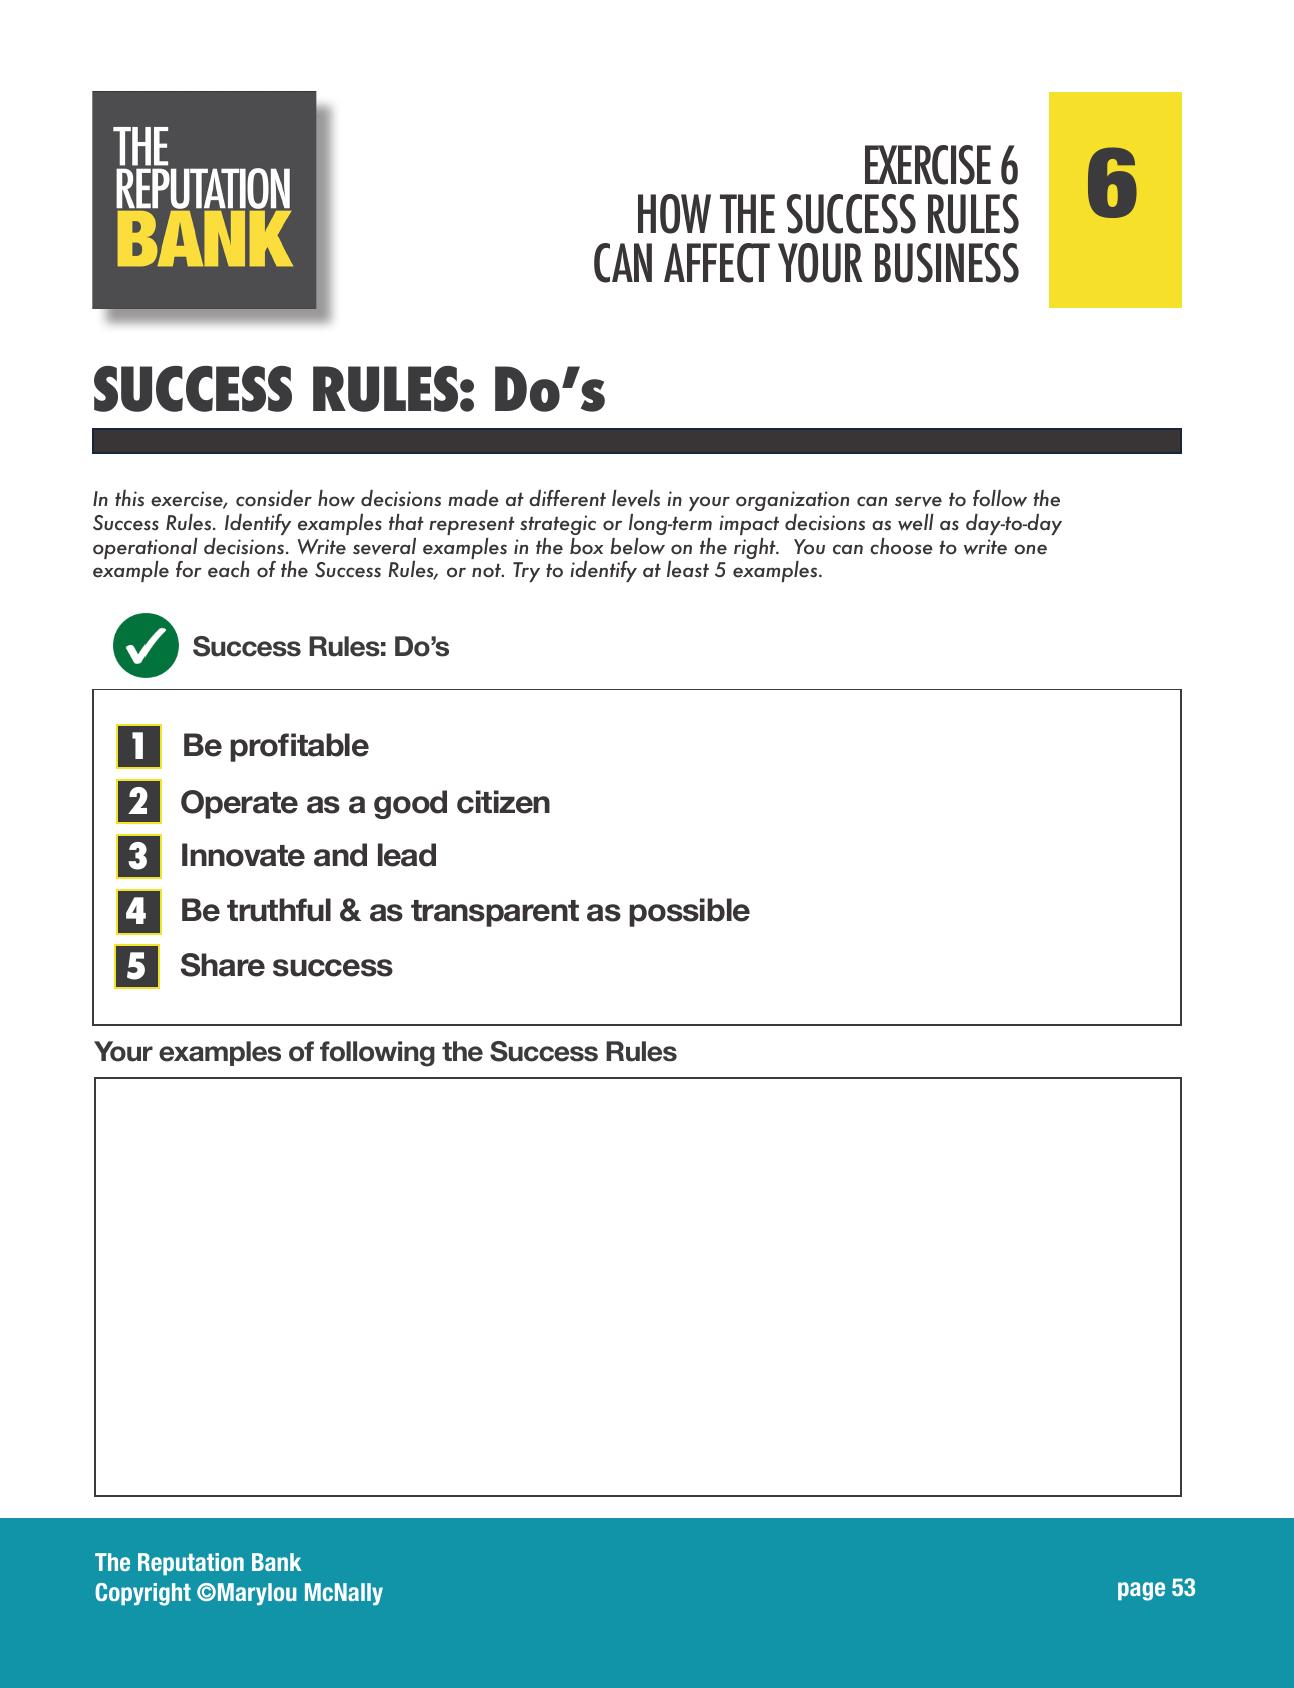 THE
REPUTATION
BANK
EXERCISE 6
HOW THE SUCCESS RULES
CAN AFFECT YOUR BUSINESS
6
SUCCESS RULES: Do’s
In this exercise, consider how decisions made at different levels in your organization can serve to follow the
Success Rules. Identify examples that represent strategic or long-term impact decisions as well as day-to-day
operational decisions. Write several examples in the box below on the right.  You can choose to write one
example for each of the Success Rules, or not. Try to identify at least 5 examples.
Success Rules: Do’s
1 Be profitable
2 Operate as a good citizen
3 Innovate and lead
4 Be truthful & as transparent as possible
5 Share success
Your examples of following the Success Rules
The Reputation Bank
Copyright ©Marylou McNally
page 53